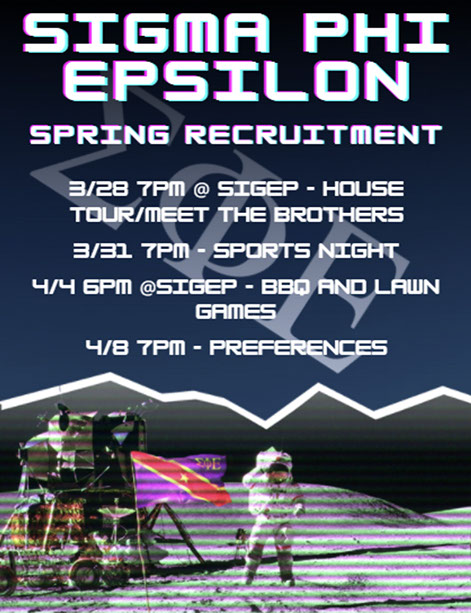 SIGMA PHI
EPSILON
SPRING RECRUITMENT
ΣΦΕ
3/28 7PM @ SIGEP - HOUSE
TOUR/MEET THE BROTHERS
3/31 7PM - SPORTS NIGHT
4/4 6PM @SIGEP - BBQ AND LAWN
GAMES
4/8 7PM - PREFERENCES
ΣΦΕ